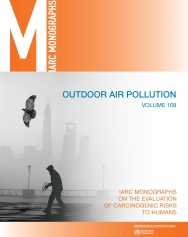 IARC MONOGRAPHS
OUTDOOR AIR POLLUTION
VOLUME 109
IARC MONOGRAPHS
ON THE EVALUATION
OF CARCINOGENIC RISKS
TO HUMANS